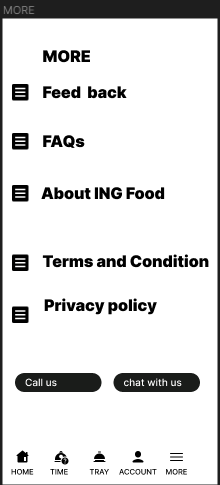 MORE
MORE
Feed back
FAQs
About ING Food
Terms and Condition
Privacy policy
Call us
chat with us
HOME
TIME
TRAY
ACCOUNT
MORE